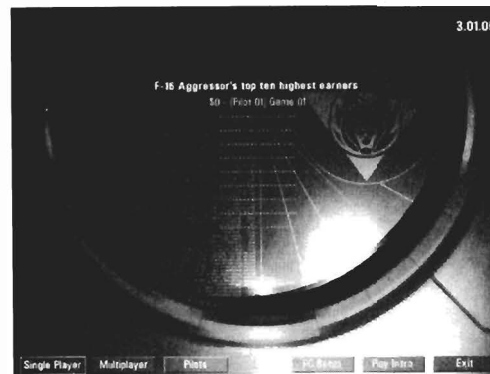 3.01.0
F-16 Aggressor's top ten highest earners
$0 - (Pilot 01) Game 01
Single Player Multiplayer Pilots Play Intro Exit